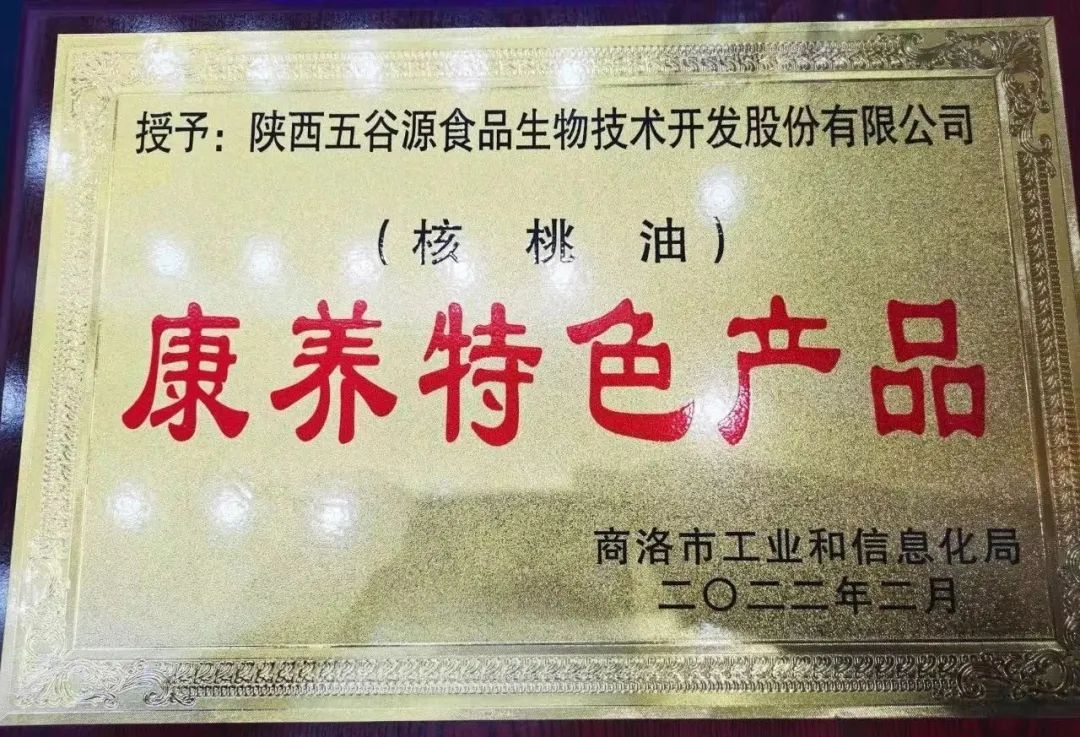 授予：陕西五谷源食品生物技术开发股份有限公司
（核 桃 油）
康养特色产品
商洛市工业和信息化局
二〇二二年二月